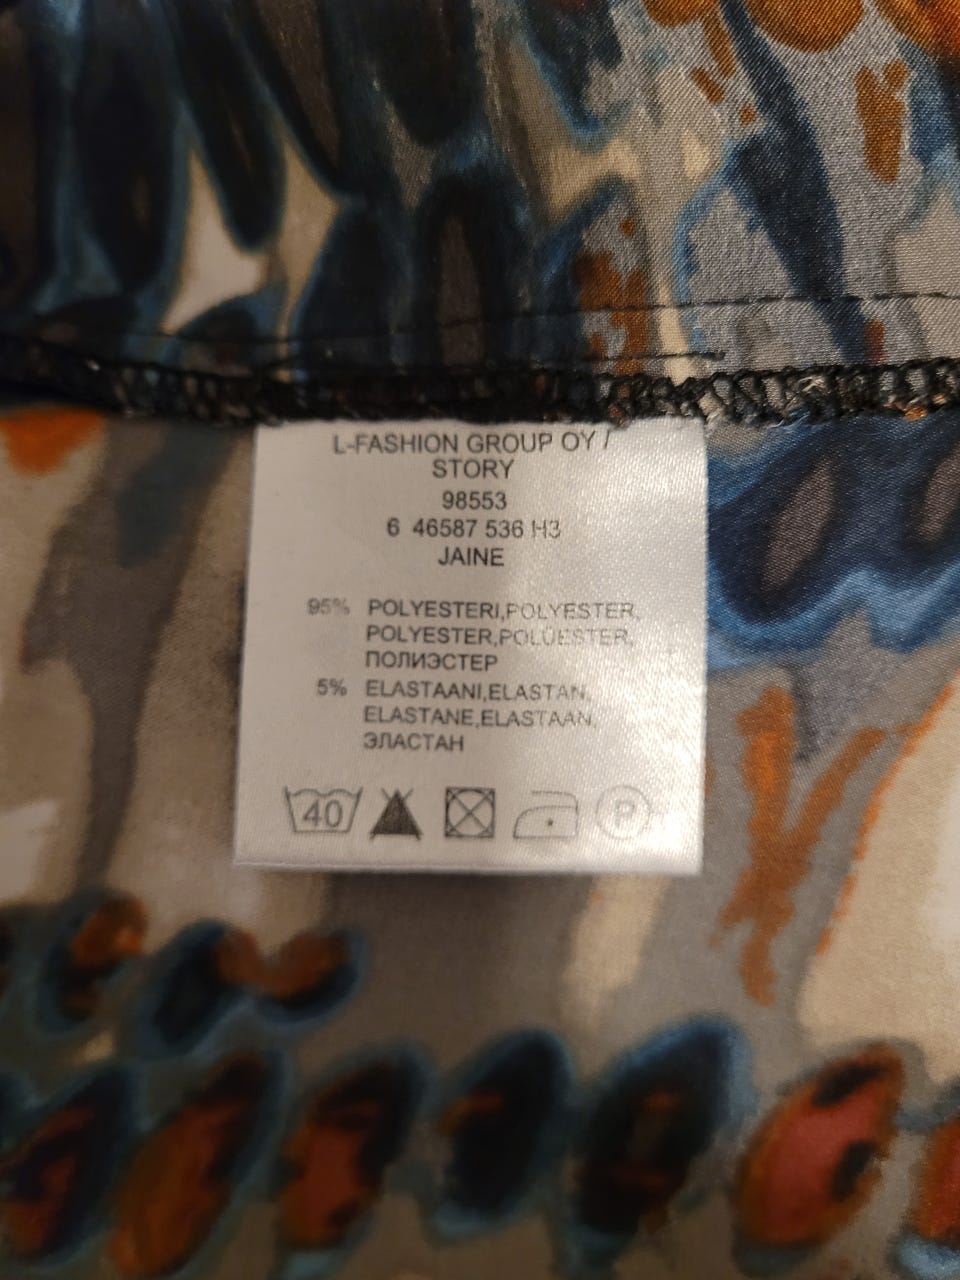 L-FASHION GROUP OY /
STORY
98553
6 46587 536 H3
JAINE
95% POLYESTERI,POLYESTER,
POLYESTER,POLÜESTER,
ПОЛИЭСТЕР
5% ELASTAANI,ELASTAN,
ELASTANE,ELASTAAN,
ЭЛАСТАН
40 P